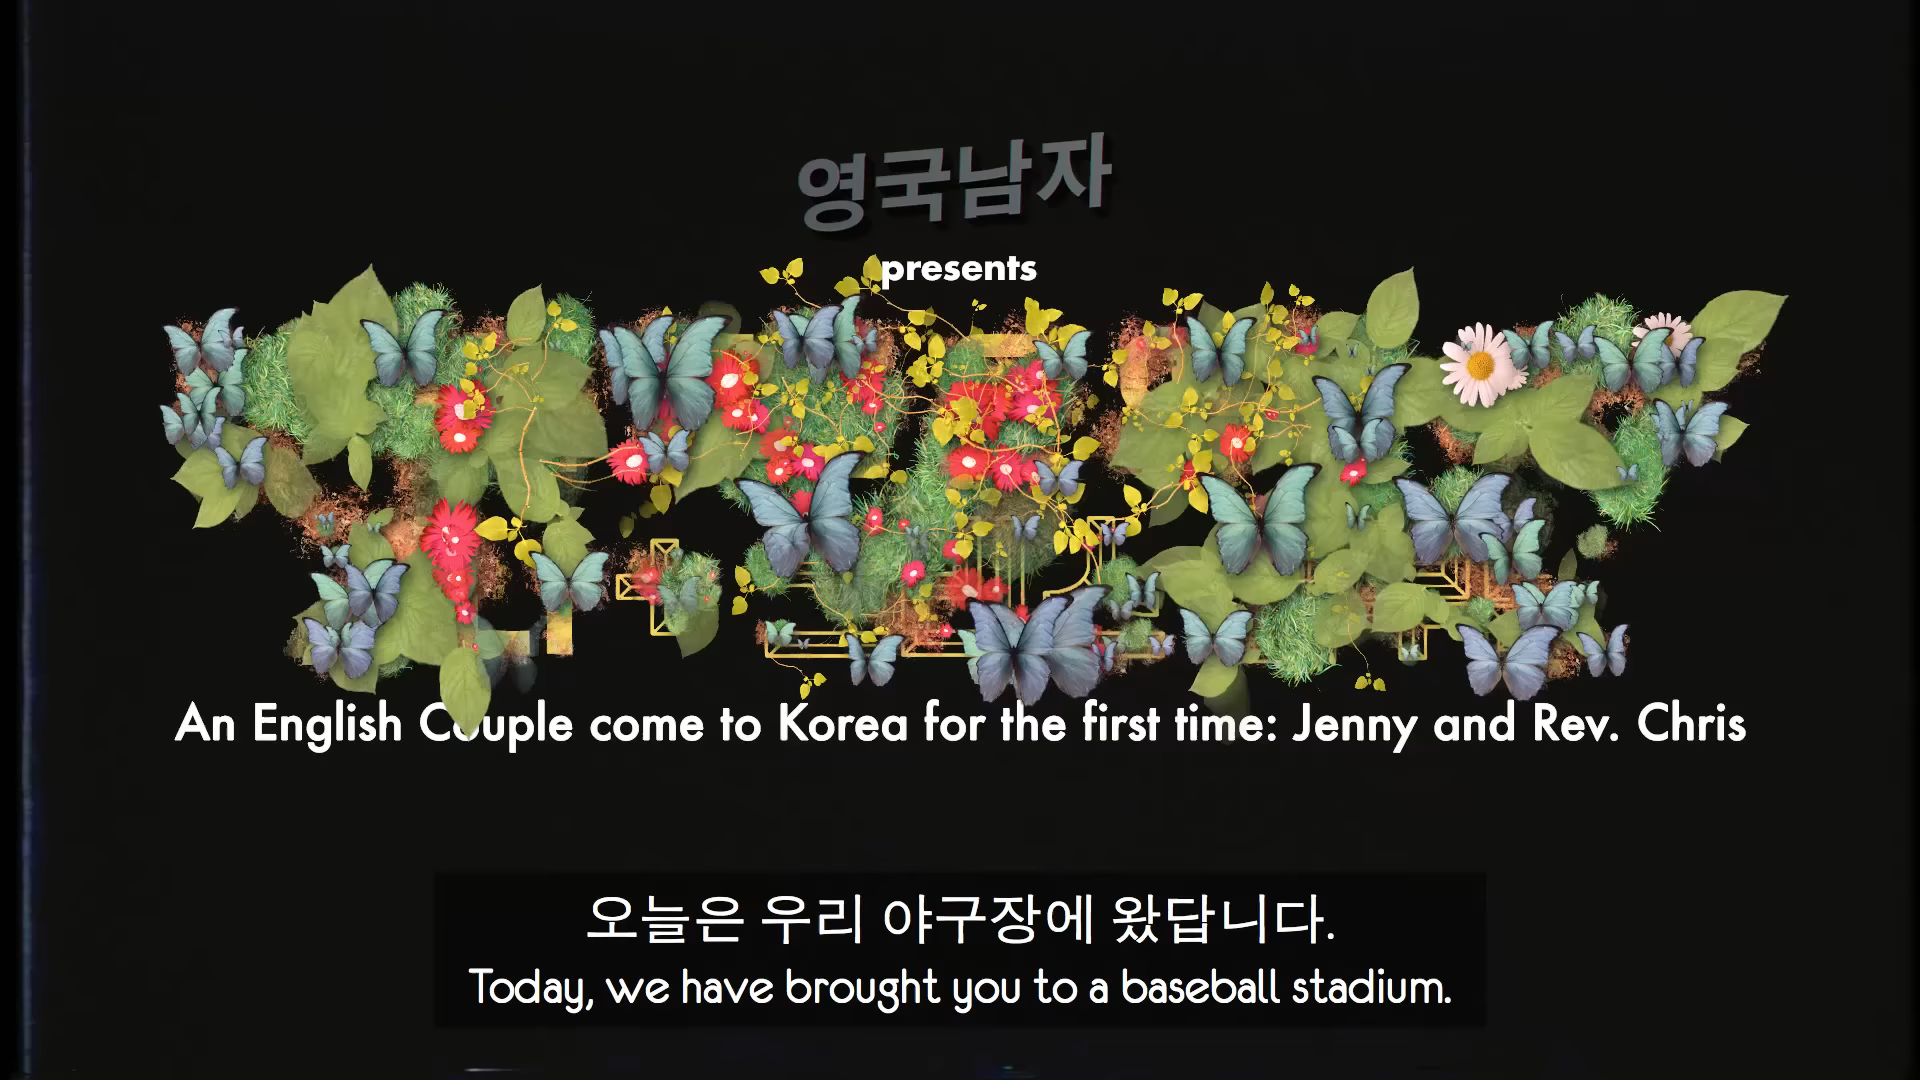 영국남자
presents
An English Couple come to Korea for the first time: Jenny and Rev. Chris
오늘은 우리 야구장에 왔답니다.
Today, we have brought you to a baseball stadium.